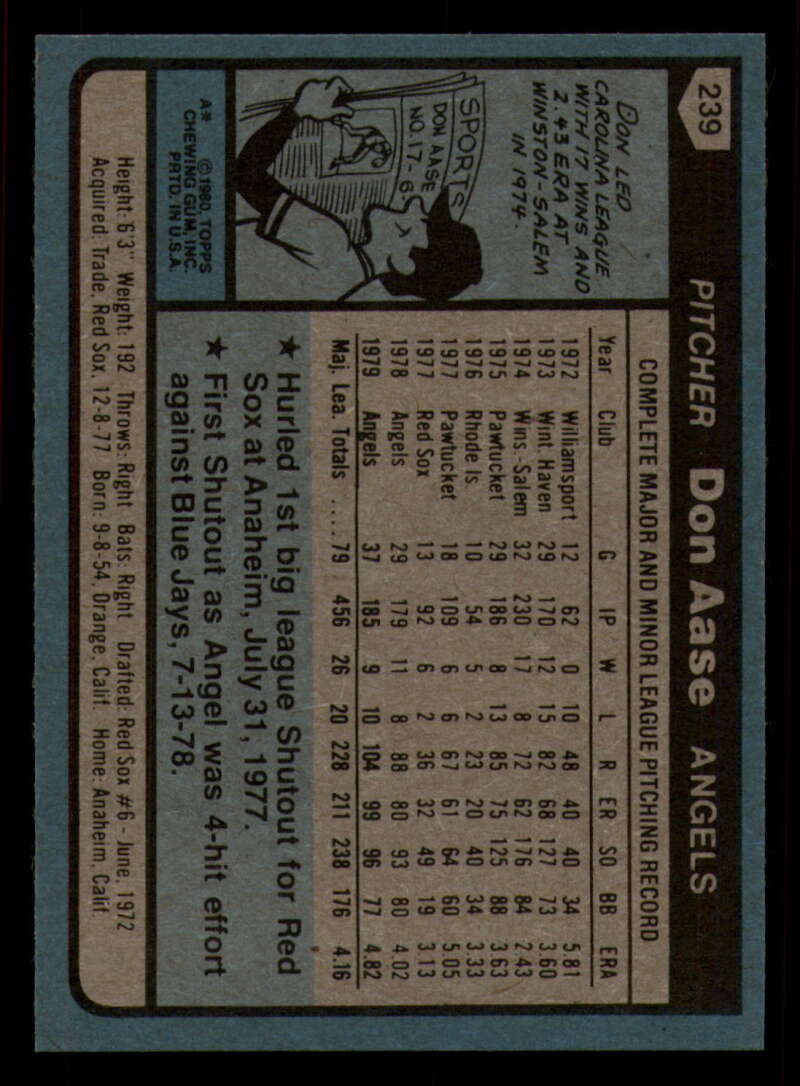 239
PITCHER Don Aase ANGELS
DON LED
CAROLINA LEAGUE
WITH 17 WINS AND
2.43 ERA AT
WINSTON-SALEM
IN 1974.
SPORTS
DON AASE
NO. 17-6
A* ©1980, TOPPS
CHEWING GUM, INC.
PRTD. IN U.S.A.
COMPLETE MAJOR AND MINOR LEAGUE PITCHING RECORD
Year Club G IP W L R ER SO BB ERA
1972 Williamsport 12 62 0 10 48 40 40 34 5.81
1973 Wint. Haven 29 170 12 15 82 68 127 73 3.60
1974 Wins.-Salem 32 230 17 8 72 62 176 84 2.43
1975 Pawtucket 29 186 8 13 85 75 125 88 3.63
1976 Rhode Is. 10 54 5 2 23 20 40 34 3.33
1977 Pawtucket 18 109 6 6 67 61 64 60 5.05
1977 Red Sox 13 92 6 2 36 32 49 19 3.13
1978 Angels 29 179 11 8 88 80 93 80 4.02
1979 Angels 37 185 9 10 104 99 96 77 4.82
Maj. Lea. Totals .... 79 456 26 20 228 211 238 176 4.16
★ Hurled 1st big league Shutout for Red
Sox at Anaheim, July 31, 1977.
★ First Shutout as Angel was 4-hit effort
against Blue Jays, 7-13-78.
Height: 6'3" Weight: 192 Throws: Right Bats: Right Drafted: Red Sox #6 - June, 1972
Acquired: Trade, Red Sox, 12-8-77 Born: 9-8-54, Orange, Calif. Home: Anaheim, Calif.